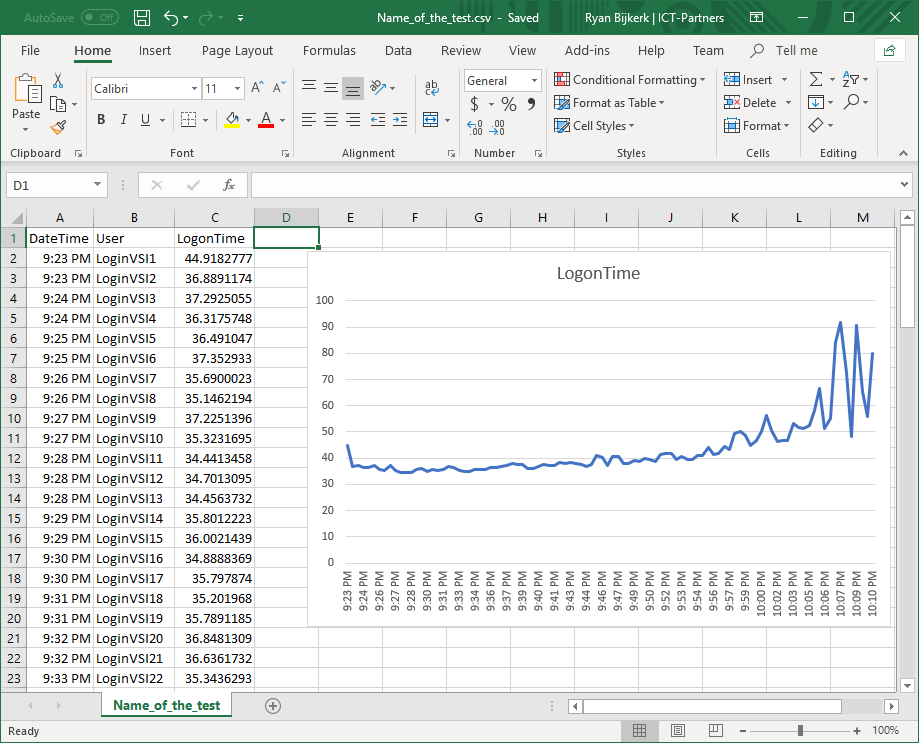 AutoSave Off Name_of_the_test.csv - Saved Ryan Bijkerk | ICT-Partners
File Home Insert Page Layout Formulas Data Review View Add-ins Help Team Tell me
Paste
Calibri 11
B I U A
General
$ % 9
Conditional Formatting
Format as Table
Cell Styles
Insert
Delete
Format
Clipboard Font Alignment Number Styles Cells Editing
D1 fx
A B C D E F G H I J K L M
1 DateTime User LogonTime
2 9:23 PM LoginVSI1 44.9182777
3 9:23 PM LoginVSI2 36.8891174
4 9:24 PM LoginVSI3 37.2925055
5 9:24 PM LoginVSI4 36.3175748
6 9:25 PM LoginVSI5 36.491047
7 9:25 PM LoginVSI6 37.352933
8 9:26 PM LoginVSI7 35.6900023
9 9:26 PM LoginVSI8 35.1462194
10 9:27 PM LoginVSI9 37.2251396
11 9:27 PM LoginVSI10 35.3231695
12 9:28 PM LoginVSI11 34.4413458
13 9:28 PM LoginVSI12 34.7013095
14 9:28 PM LoginVSI13 34.4563732
15 9:29 PM LoginVSI14 35.8012223
16 9:29 PM LoginVSI15 36.0021439
17 9:30 PM LoginVSI16 34.8888369
18 9:30 PM LoginVSI17 35.797874
19 9:31 PM LoginVSI18 35.201968
20 9:31 PM LoginVSI19 35.7891185
21 9:32 PM LoginVSI20 36.8481309
22 9:32 PM LoginVSI21 36.6361732
23 9:33 PM LoginVSI22 35.3436293
LogonTime
100
90
80
70
60
50
40
30
20
10
0
9:23 PM
9:24 PM
9:26 PM
9:27 PM
9:28 PM
9:30 PM
9:31 PM
9:33 PM
9:34 PM
9:36 PM
9:37 PM
9:39 PM
9:40 PM
9:41 PM
9:43 PM
9:44 PM
9:46 PM
9:47 PM
9:49 PM
9:50 PM
9:52 PM
9:53 PM
9:54 PM
9:56 PM
9:57 PM
9:59 PM
10:00 PM
10:02 PM
10:03 PM
10:05 PM
10:06 PM
10:07 PM
10:09 PM
10:10 PM
Name_of_the_test
Ready 100%